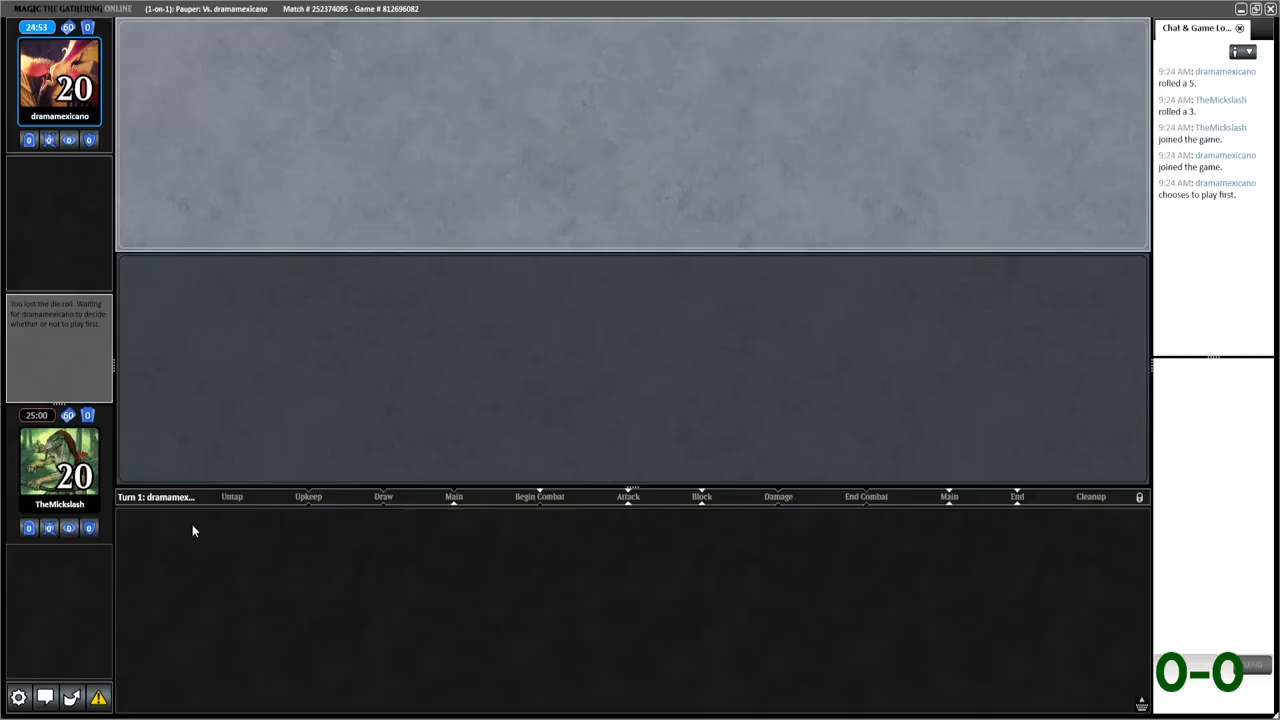 MAGIC THE GATHERING ONLINE (1-on-1): Pauper: Vs. dramamexicano Match # 252374095 - Game # 812696082
24:53 60 0
20
dramamexicano
0 0 0 0
You lost the die roll. Waiting
for dramamexicano to decide
whether or not to play first.
25:00 60 0
20
TheMickslash
0 0 0 0
Turn 1: dramamex... Untap Upkeep Draw Main Begin Combat Attack Block Damage End Combat Main End Cleanup
Chat & Game Lo...
9:24 AM: dramamexicano
rolled a 5.
9:24 AM: TheMickslash
rolled a 3.
9:24 AM: TheMickslash
joined the game.
9:24 AM: dramamexicano
joined the game.
9:24 AM: dramamexicano
chooses to play first.
0-0